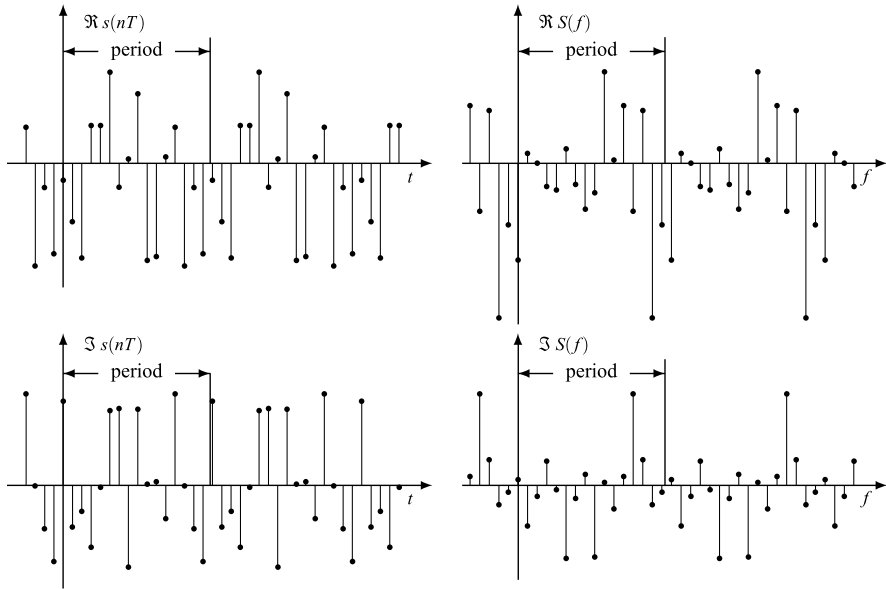 ℜ s(nT)
period
t
ℜ S(f)
period
f
ℑ s(nT)
period
t
ℑ S(f)
period
f